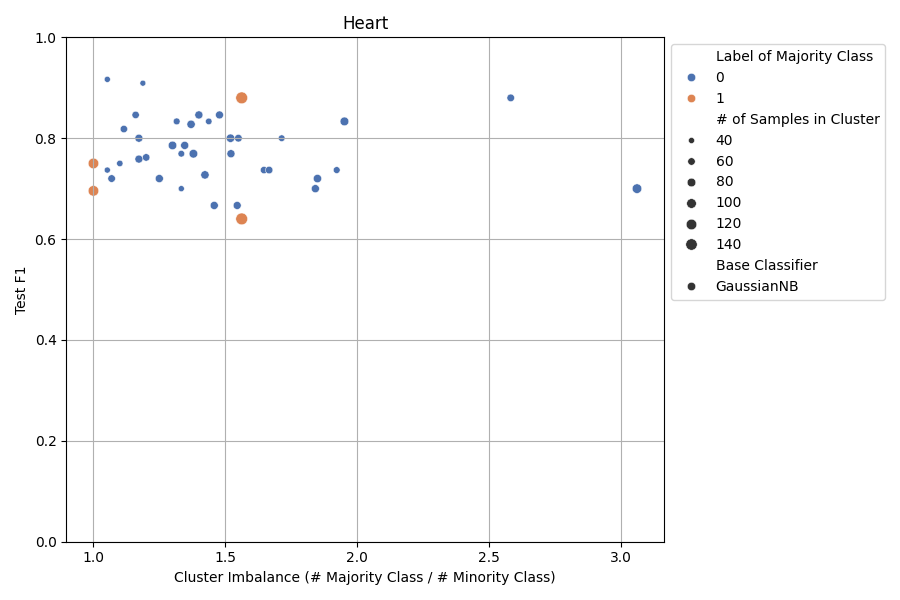 Heart
1.0
0.8
0.6
0.4
0.2
0.0
Test F1
1.0
1.5
2.0
2.5
3.0
Cluster Imbalance (# Majority Class / # Minority Class)
Label of Majority Class
0
1
# of Samples in Cluster
40
60
80
100
120
140
Base Classifier
GaussianNB